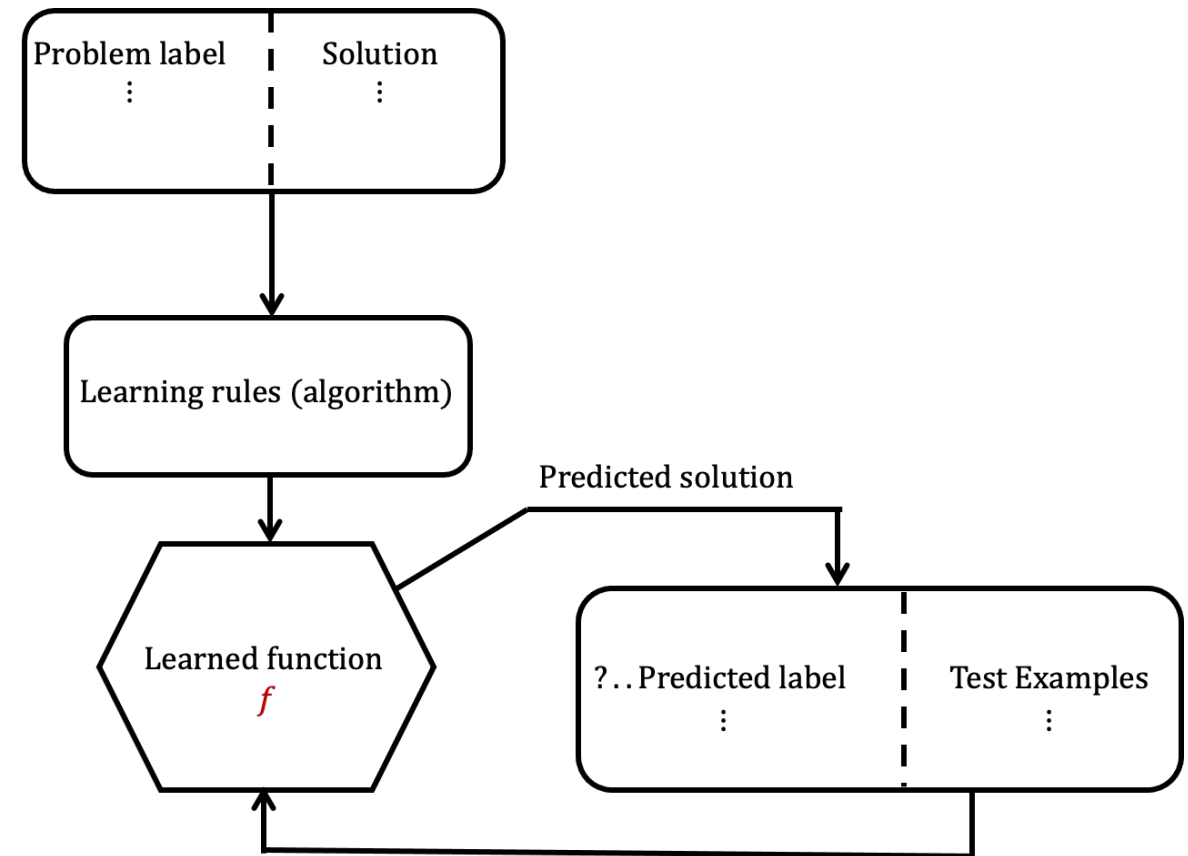 Problem label
Solution
⋮
⋮
Learning rules (algorithm)
Predicted solution
Learned function
f
?..Predicted label
Test Examples
⋮
⋮